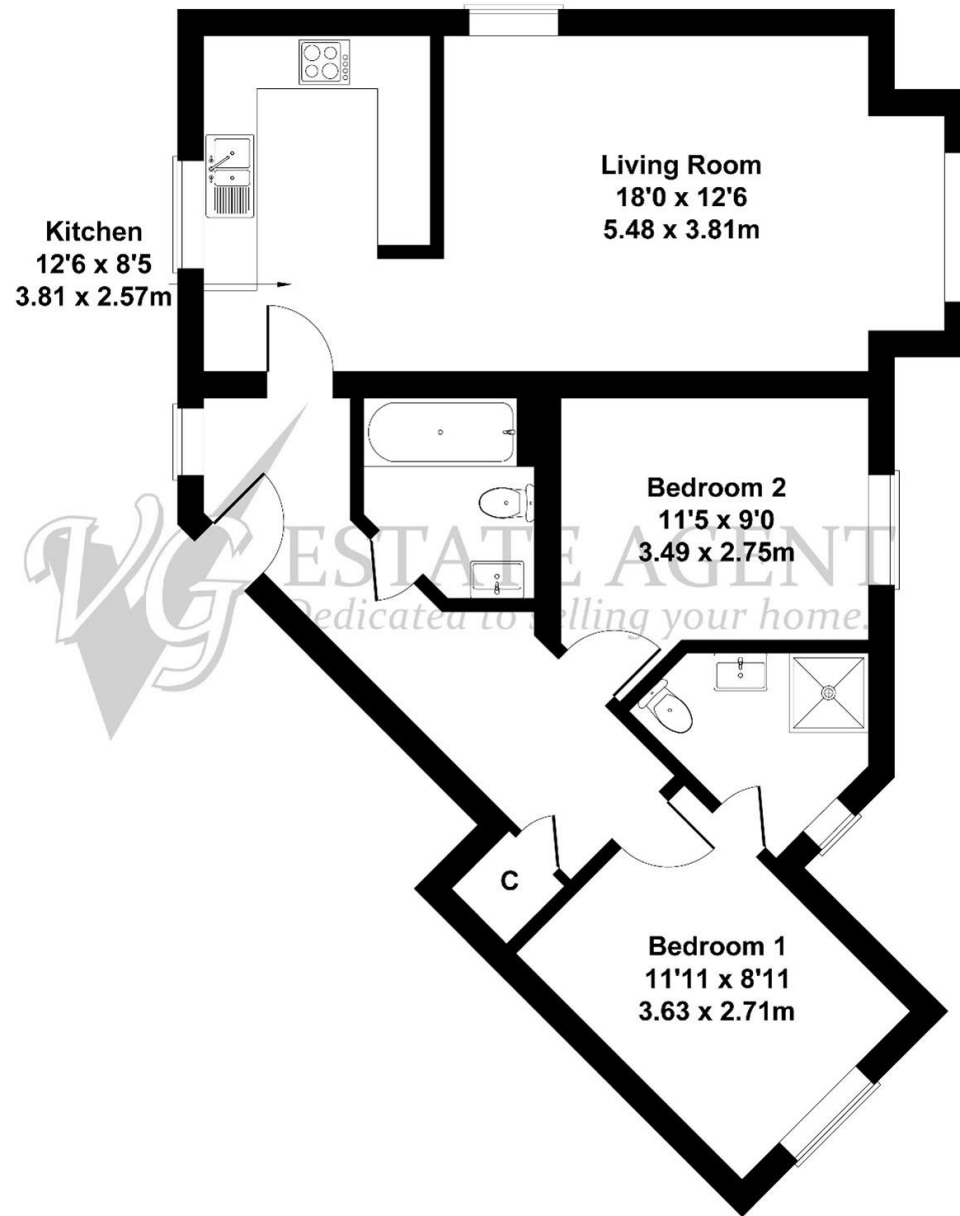 Living Room
18'0 x 12'6
5.48 x 3.81m
Kitchen
12'6 x 8'5
3.81 x 2.57m
Bedroom 2
11'5 x 9'0
3.49 x 2.75m
VG ESTATE AGENT
Dedicated to selling your home.
C
Bedroom 1
11'11 x 8'11
3.63 x 2.71m